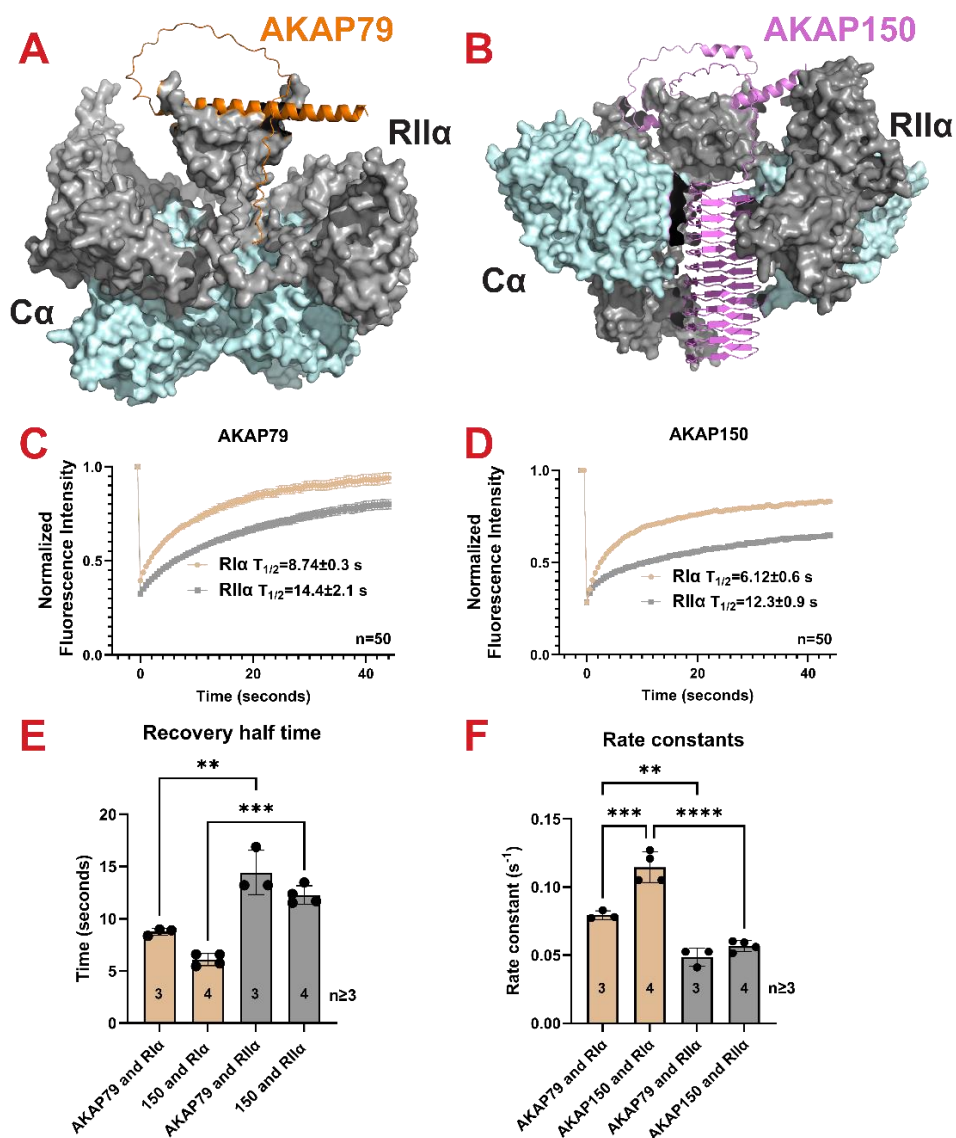 A
AKAP79
RIIα
Cα
B
AKAP150
RIIα
Cα
C
AKAP79
Normalized
Fluorescence Intensity
1.0
0.5
0.0
RIα T1/2=8.74±0.3 s
RIIα T1/2=14.4±2.1 s
n=50
0 20 40
Time (seconds)
D
AKAP150
Normalized
Fluorescence Intensity
1.0
0.5
0.0
RIα T1/2=6.12±0.6 s
RIIα T1/2=12.3±0.9 s
n=50
0 20 40
Time (seconds)
E
Recovery half time
**
***
Time (seconds)
20
15
10
5
0
3 4 3 4
n≥3
AKAP79 and RIα
150 and RIα
AKAP79 and RIIα
150 and RIIα
F
Rate constants
**
*** ****
Rate constant (s-1)
0.15
0.10
0.05
0.00
3 4 3 4
n≥3
AKAP79 and RIα
AKAP150 and RIα
AKAP79 and RIIα
AKAP150 and RIIα